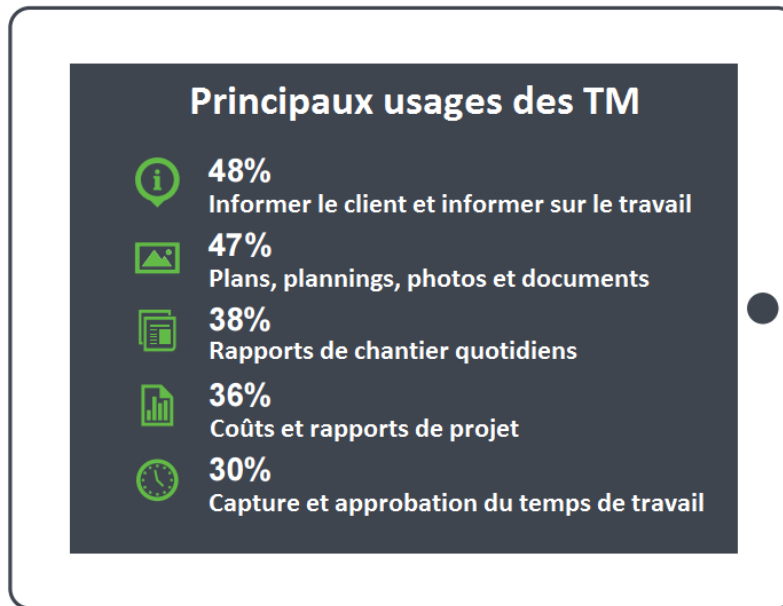 Principaux usages des TM
48%
Informer le client et informer sur le travail
47%
Plans, plannings, photos et documents
38%
Rapports de chantier quotidiens
36%
Coûts et rapports de projet
30%
Capture et approbation du temps de travail